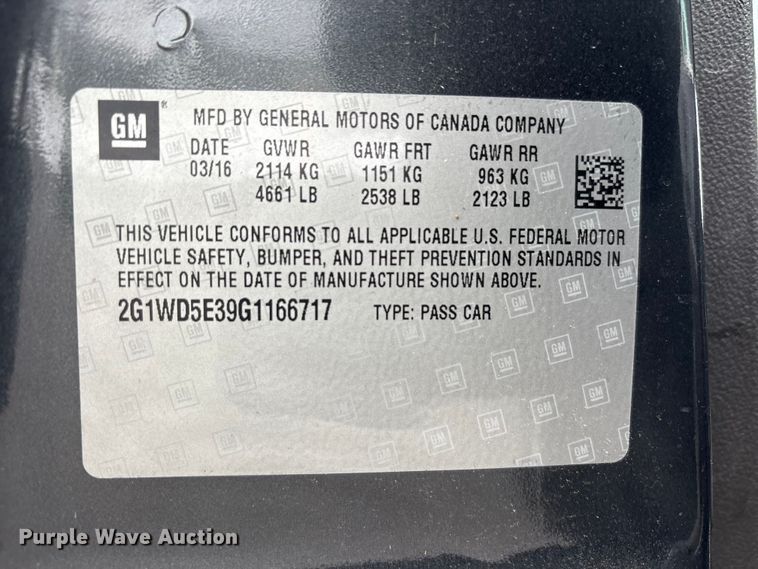 GM ® MFD BY GENERAL MOTORS OF CANADA COMPANY
DATE GVWR GAWR FRT GAWR RR
03/16 2114 KG 1151 KG 963 KG
4661 LB 2538 LB 2123 LB
THIS VEHICLE CONFORMS TO ALL APPLICABLE U.S. FEDERAL MOTOR
VEHICLE SAFETY, BUMPER, AND THEFT PREVENTION STANDARDS IN
EFFECT ON THE DATE OF MANUFACTURE SHOWN ABOVE.
2G1WD5E39G1166717 TYPE: PASS CAR
Purple Wave Auction